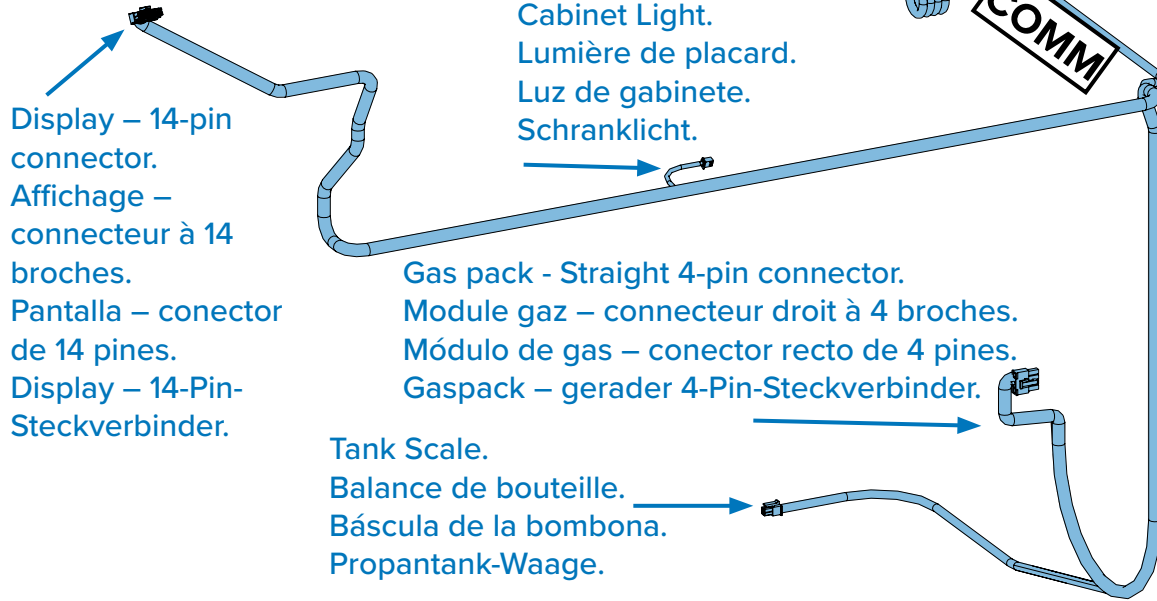 Cabinet Light.
Lumière de placard.
Luz de gabinete.
Schranklicht.
COMM
Display – 14-pin
connector.
Affichage –
connecteur à 14
broches.
Pantalla – conector
de 14 pines.
Display – 14-Pin-
Steckverbinder.
Gas pack - Straight 4-pin connector.
Module gaz – connecteur droit à 4 broches.
Módulo de gas – conector recto de 4 pines.
Gaspack – gerader 4-Pin-Steckverbinder.
Tank Scale.
Balance de bouteille.
Báscula de la bombona.
Propantank-Waage.